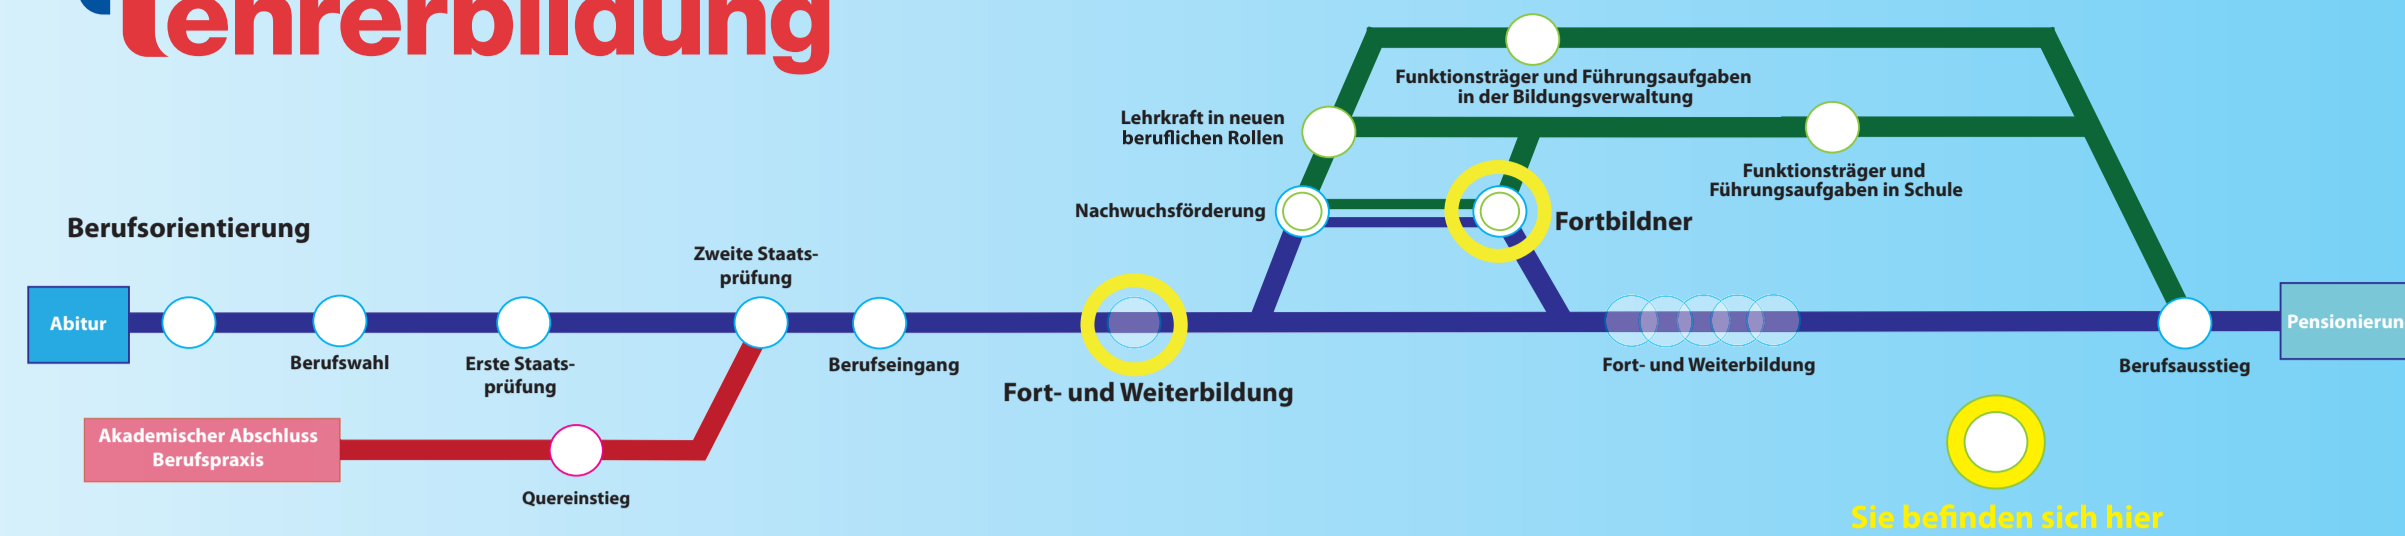 Lehrerbildung
Funktionsträger und Führungsaufgaben
in der Bildungsverwaltung
Lehrkraft in neuen
beruflichen Rollen
Funktionsträger und
Führungsaufgaben in Schule
Nachwuchsförderung
Fortbildner
Berufsorientierung
Zweite Staats-
prüfung
Abitur
Berufswahl
Erste Staats-
prüfung
Berufseingang
Fort- und Weiterbildung
Fort- und Weiterbildung
Berufsausstieg
Pensionierun
Akademischer Abschluss
Berufspraxis
Quereinstieg
Sie befinden sich hier